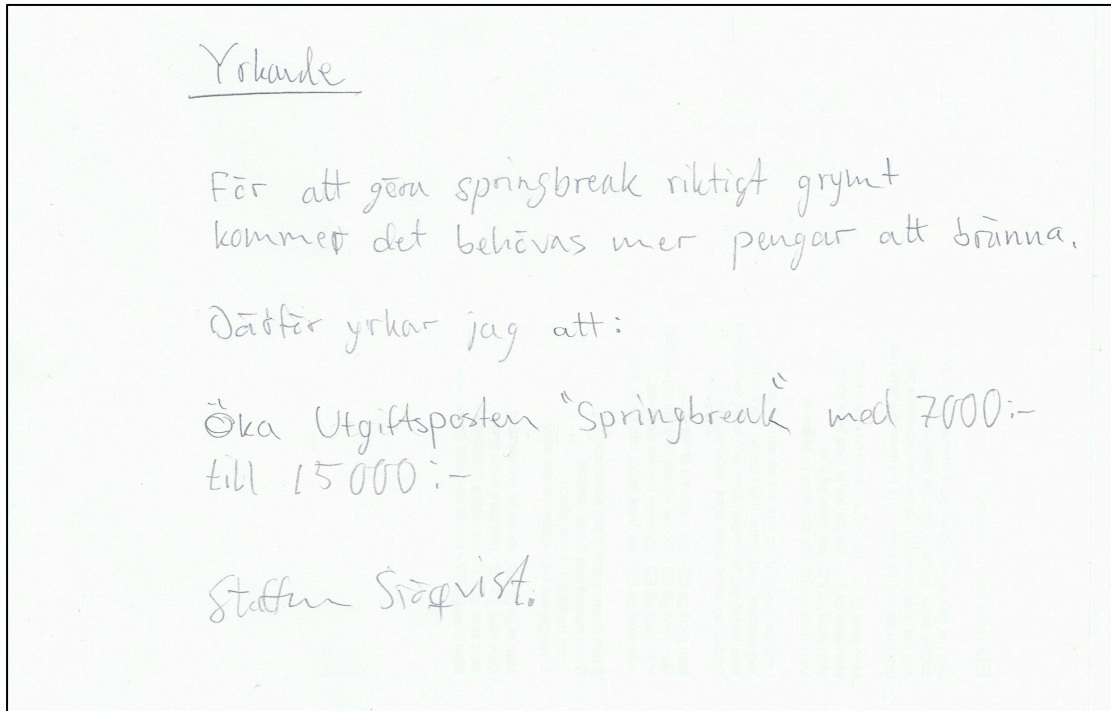 Yrkande
För att göra springbreak riktigt grymt
kommer det behövas mer pengar att bränna.
Därför yrkar jag att:
Öka Utgiftsposten "Springbreak" med 7000:-
till 15000:-
Staffan Sjöqvist.